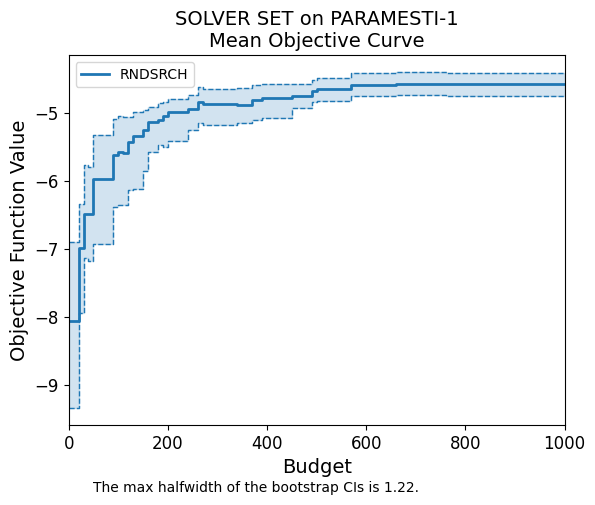 SOLVER SET on PARAMESTI-1
Mean Objective Curve
RNDSRCH
Objective Function Value
−5
−6
−7
−8
−9
0 200 400 600 800 1000
Budget
The max halfwidth of the bootstrap CIs is 1.22.